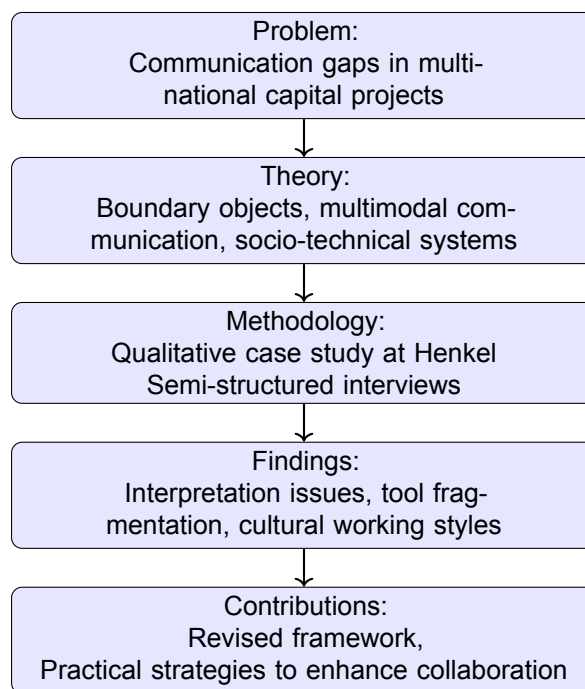 Problem:
Communication gaps in multi-
national capital projects
Theory:
Boundary objects, multimodal com-
munication, socio-technical systems
Methodology:
Qualitative case study at Henkel
Semi-structured interviews
Findings:
Interpretation issues, tool frag-
mentation, cultural working styles
Contributions:
Revised framework,
Practical strategies to enhance collaboration